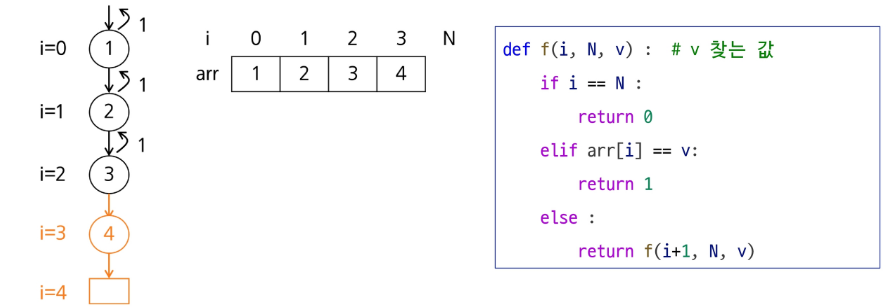 1
i=0 1
1
i=1 2
1
i=2 3
i=3 4
i=4
i 0 1 2 3 N
arr 1 2 3 4
def f(i, N, v) : # v 찾는 값
if i == N :
return 0
elif arr[i] == v:
return 1
else :
return f(i+1, N, v)